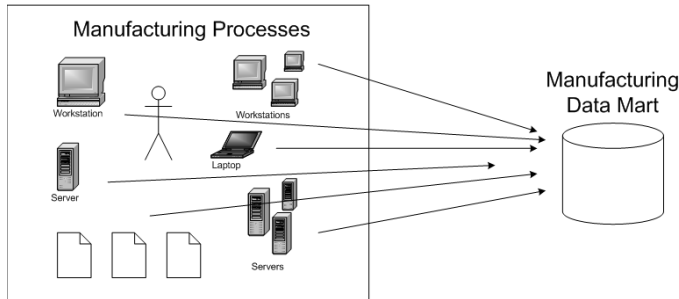 Manufacturing Processes
Workstation
Workstations
Laptop
Server
Servers
Manufacturing
Data Mart